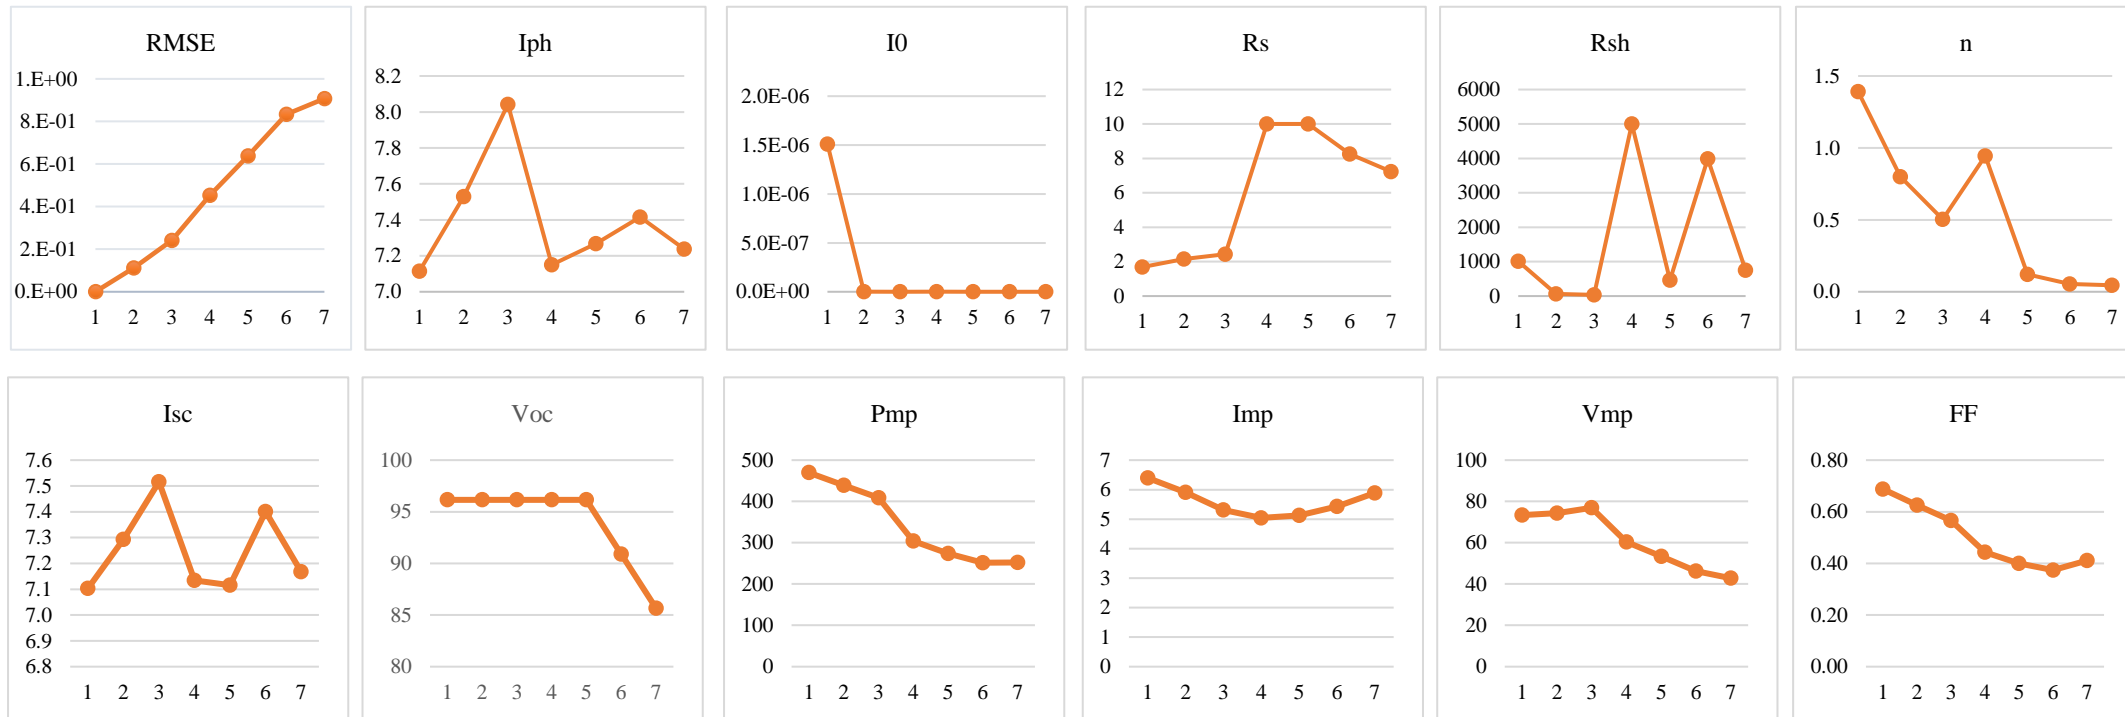 RMSE
1.E+00
8.E-01
6.E-01
4.E-01
2.E-01
0.E+00
1 2 3 4 5 6 7
Iph
8.2
8.0
7.8
7.6
7.4
7.2
7.0
1 2 3 4 5 6 7
I0
2.0E-06
1.5E-06
1.0E-06
5.0E-07
0.0E+00
1 2 3 4 5 6 7
Rs
12
10
8
6
4
2
0
1 2 3 4 5 6 7
Rsh
6000
5000
4000
3000
2000
1000
0
1 2 3 4 5 6 7
n
1.5
1.0
0.5
0.0
1 2 3 4 5 6 7
Isc
7.6
7.5
7.4
7.3
7.2
7.1
7.0
6.9
6.8
1 2 3 4 5 6 7
Voc
100
95
90
85
80
1 2 3 4 5 6 7
Pmp
500
400
300
200
100
0
1 2 3 4 5 6 7
Imp
7
6
5
4
3
2
1
0
1 2 3 4 5 6 7
Vmp
100
80
60
40
20
0
1 2 3 4 5 6 7
FF
0.80
0.60
0.40
0.20
0.00
1 2 3 4 5 6 7